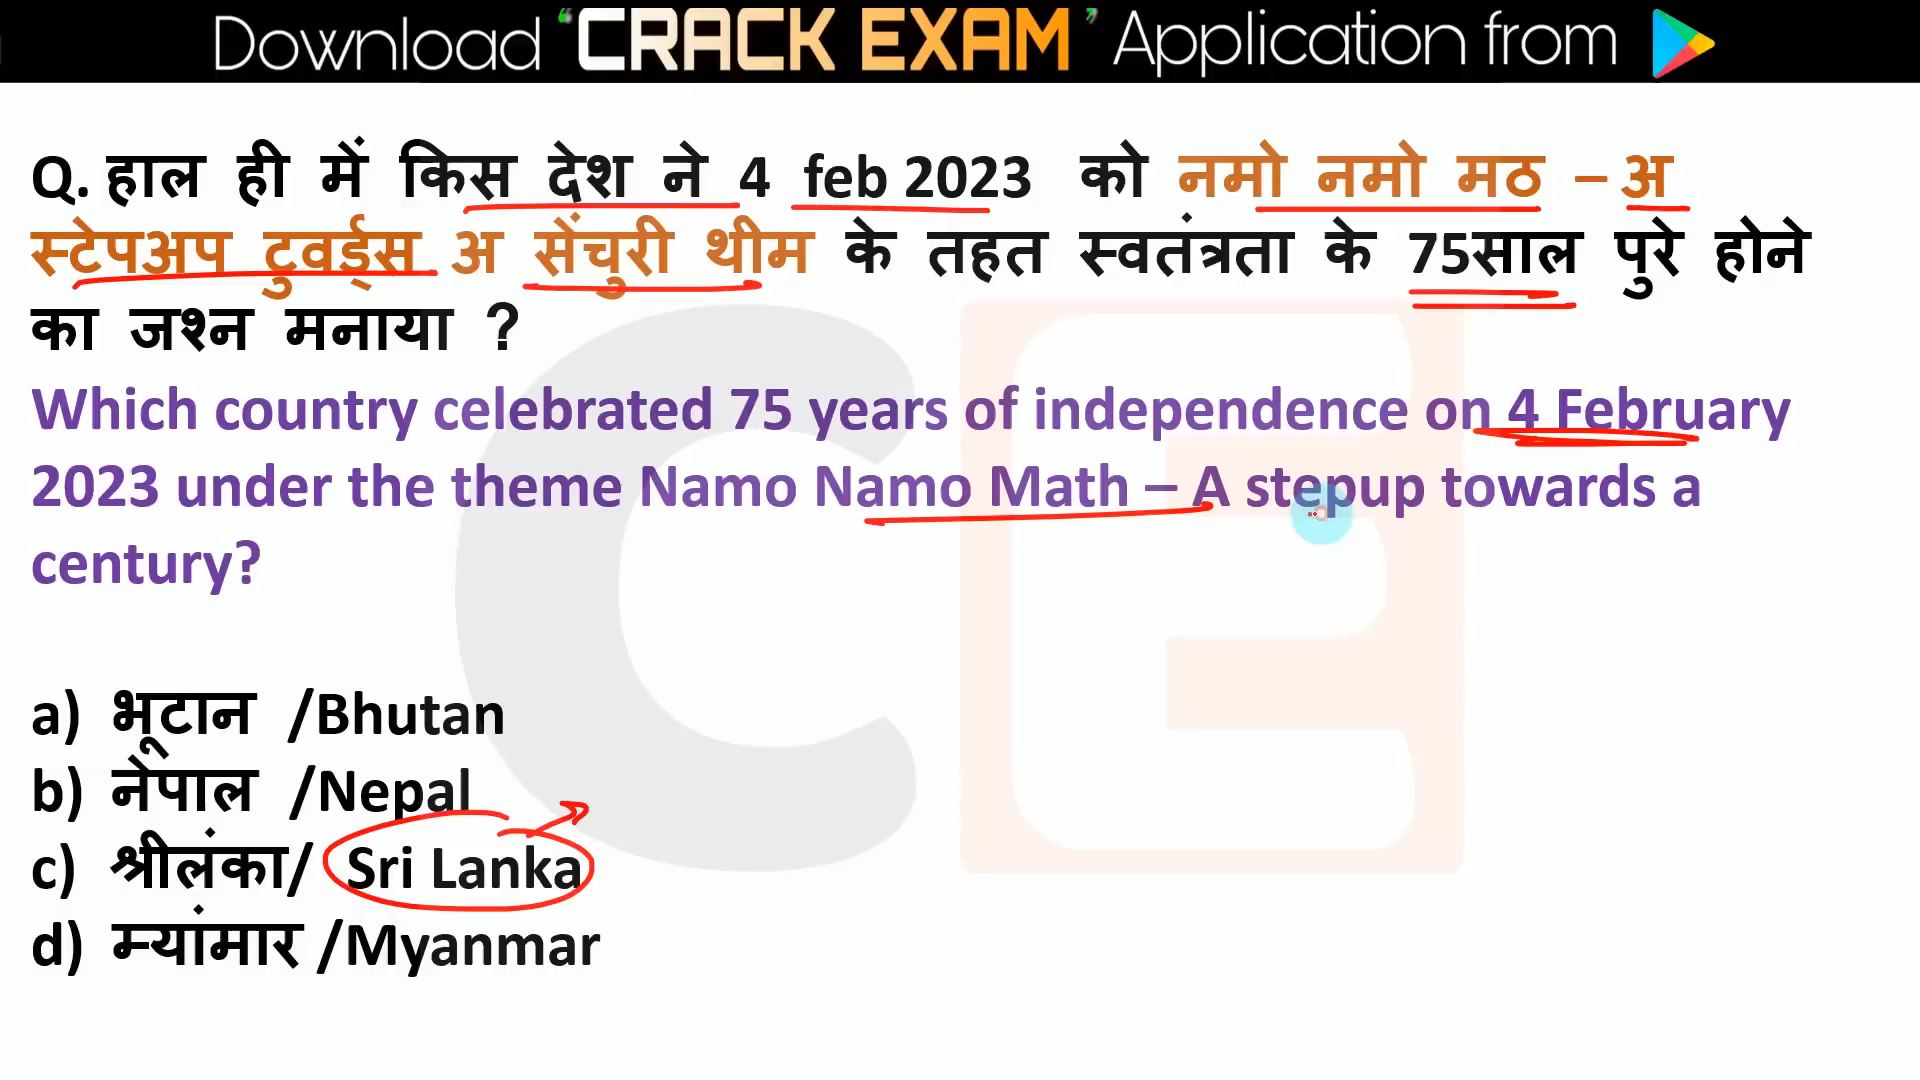 Download ‘CRACK EXAM’ Application from
Q. हाल ही में किस देश ने 4 feb 2023 को नमो नमो मठ – अ
स्टेपअप टुवर्ड्स अ सेंचुरी थीम के तहत स्वतंत्रता के 75साल पुरे होने
का जश्न मनाया ?
Which country celebrated 75 years of independence on 4 February
2023 under the theme Namo Namo Math – A stepup towards a
century?
a) भूटान /Bhutan
b) नेपाल /Nepal
c) श्रीलंका/ Sri Lanka
d) म्यांमार /Myanmar
CE